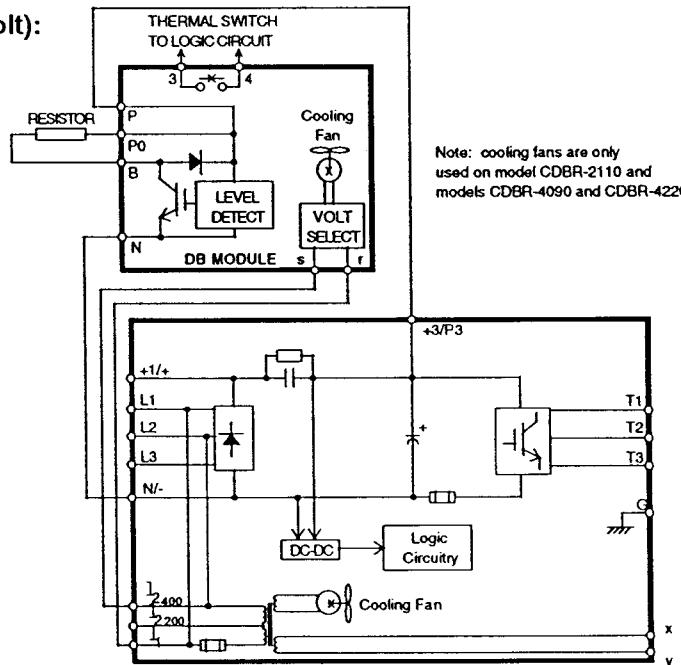 olt):
THERMAL SWITCH
TO LOGIC CIRCUIT
3 4
P
RESISTOR
P0
B
Cooling
Fan
Note: cooling fans are only
used on model CDBR-2110 and
models CDBR-4090 and CDBR-422
LEVEL
DETECT
VOLT
SELECT
N
DB MODULE s r
+3/P3
+1/+
L1
L2
L3
N/-
T1
T2
T3
G
DC-DC
Logic
Circuitry
400
200
Cooling Fan
x
y